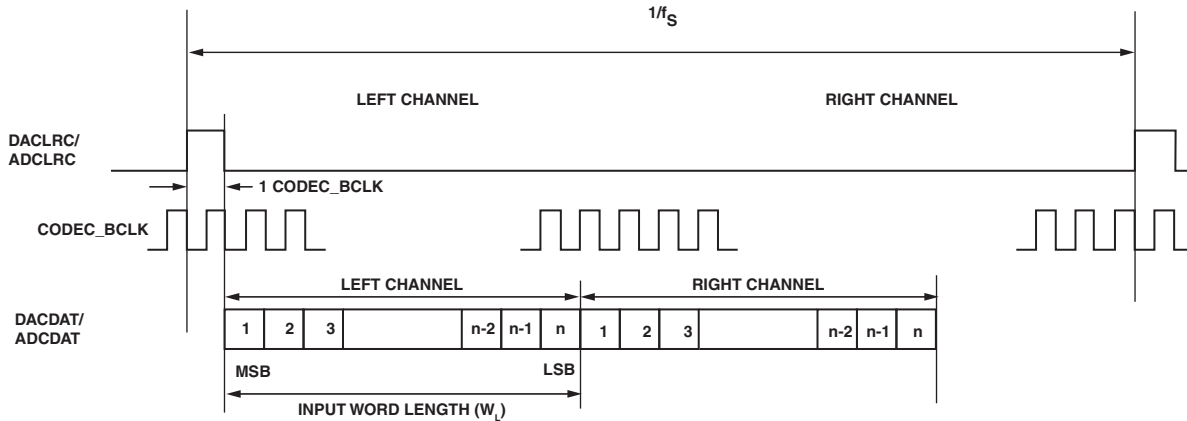 1/fS
LEFT CHANNEL RIGHT CHANNEL
DACLRC/
ADCLRC
1 CODEC_BCLK
CODEC_BCLK
LEFT CHANNEL RIGHT CHANNEL
DACDAT/
ADCDAT
1 2 3 n-2 n-1 n 1 2 3 n-2 n-1 n
MSB LSB
INPUT WORD LENGTH (WL)